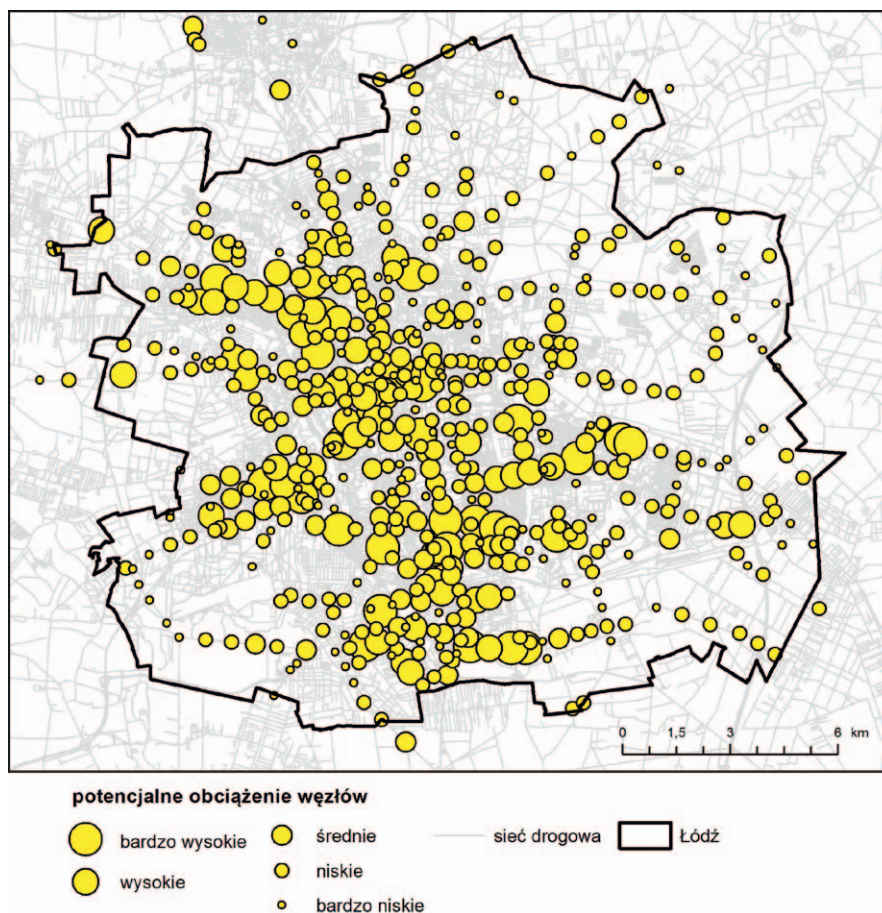 0 1,5 3 6 km
potencjalne obciążenie węzłów
bardzo wysokie
wysokie
średnie
niskie
bardzo niskie
sieć drogowa
Łódź